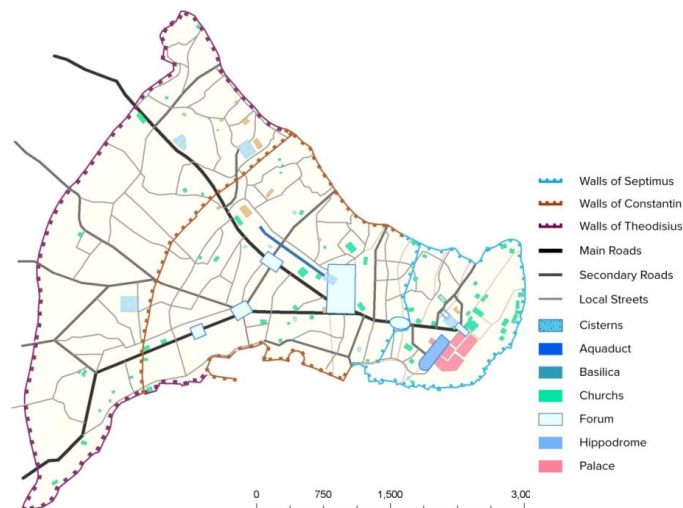 Walls of Septimus
Walls of Constantin
Walls of Theodisius
Main Roads
Secondary Roads
Local Streets
Cisterns
Aquaduct
Basilica
Churchs
Forum
Hippodrome
Palace
0 750 1,500 3,00